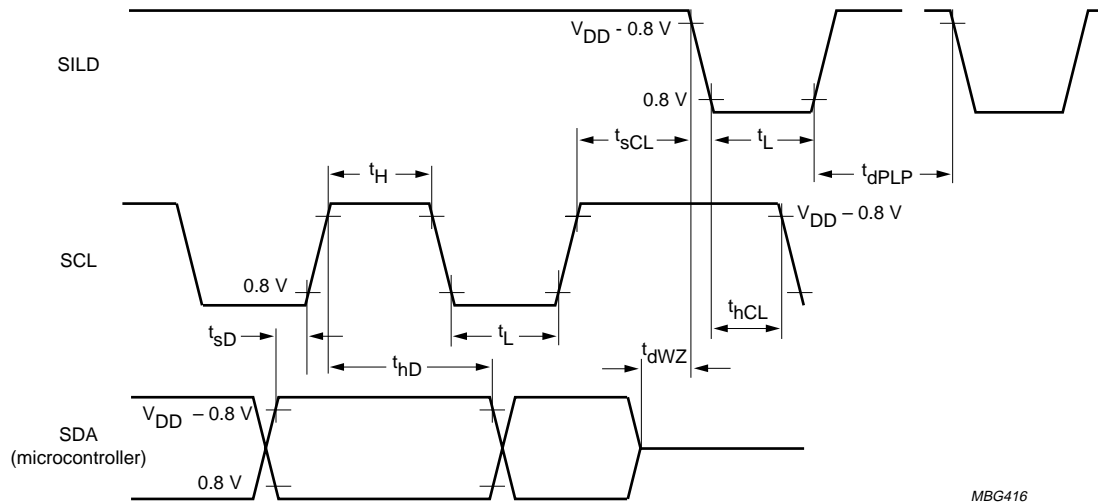 V_DD - 0.8 V
SILD
0.8 V
t_sCL
t_L
t_dPLP
t_H
V_DD – 0.8 V
SCL
0.8 V
t_hCL
t_sD
t_L
t_dWZ
t_hD
V_DD – 0.8 V
SDA
(microcontroller)
0.8 V
MBG416